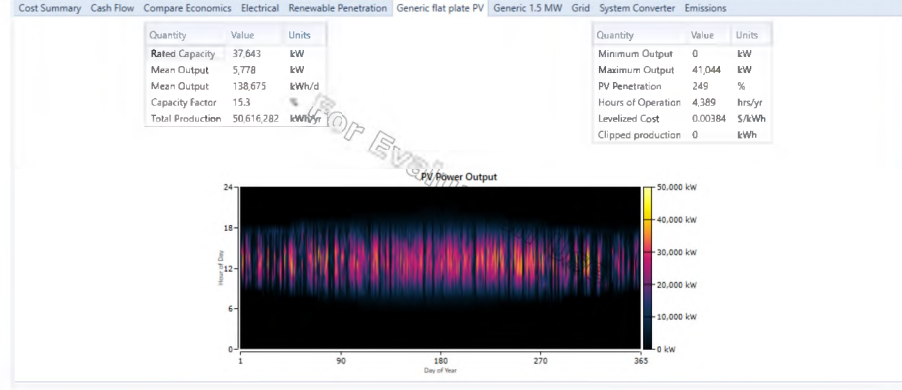 Cost Summary Cash Flow Compare Economics Electrical Renewable Penetration Generic flat plate PV Generic 1.5 MW Grid System Converter Emissions
Quantity Value Units
Rated Capacity 37,643 kW
Mean Output 5,778 kW
Mean Output 138,675 kWh/d
Capacity Factor 15.3 %
Total Production 50,616,282 kWh/yr
Quantity Value Units
Minimum Output 0 kW
Maximum Output 41,044 kW
PV Penetration 249 %
Hours of Operation 4,389 hrs/yr
Levelized Cost 0.00384 $/kWh
Clipped production 0 kWh
For
PV Power Output
24
18
12
6
0
Hour of Day
1 90 180 270 365
Day of Year
50,000 kW
40,000 kW
30,000 kW
20,000 kW
10,000 kW
0 kW